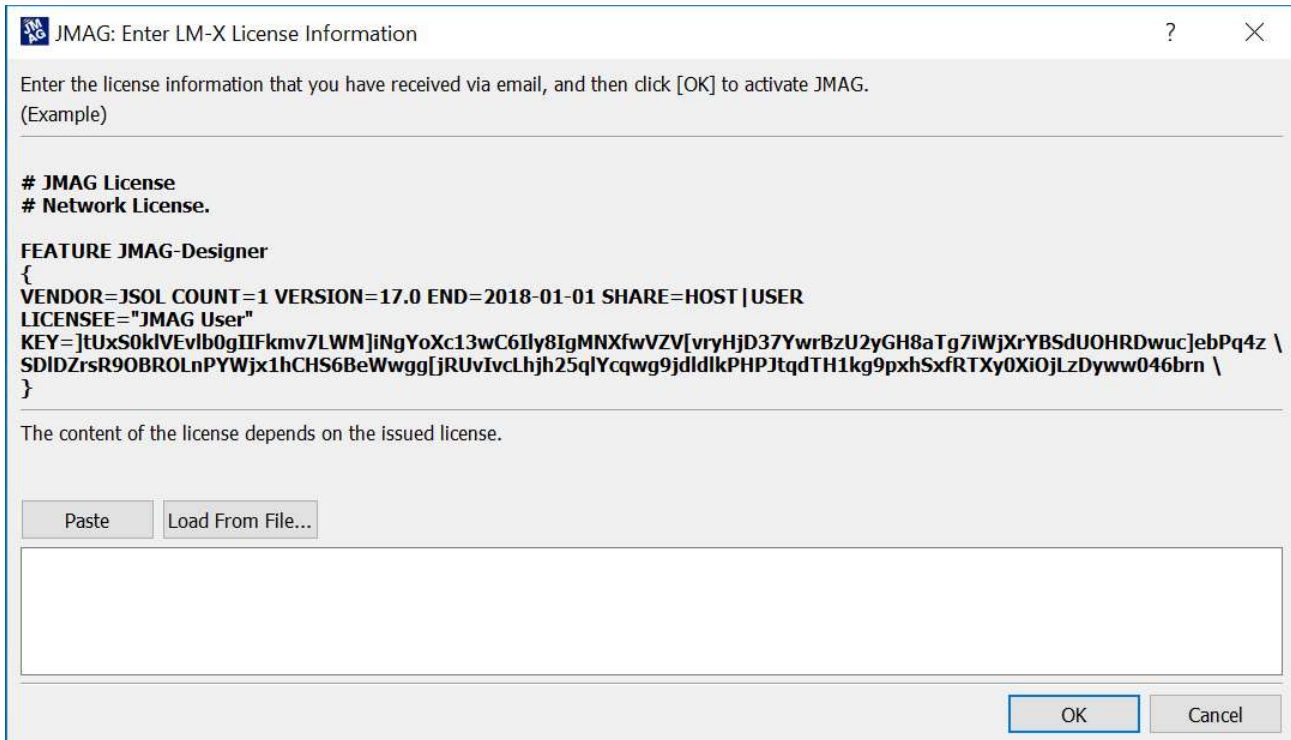 JMAG: Enter LM-X License Information
Enter the license information that you have received via email, and then click [OK] to activate JMAG.
(Example)
# JMAG License
# Network License.
FEATURE JMAG-Designer
{
VENDOR=JSOL COUNT=1 VERSION=17.0 END=2018-01-01 SHARE=HOST|USER
LICENSEE="JMAG User"
KEY=]tUxS0klVEvlb0gIIFkmv7LWM]iNgYoXc13wC6Ily8IgMNXfwVZV[vryHjD37YwrBzU2yGH8aTg7iWjXrYBSdUOHRDwuc]ebPq4z \
SDlDZrsR9OBROLnPYWjx1hCHS6BeWwgg[jRUvIvcLhjh25qlYcqwg9jdldlkPHPJtqdTH1kg9pxhSxfRTXy0XiOjLzDyww046brn \
}
The content of the license depends on the issued license.
Paste Load From File...
OK Cancel